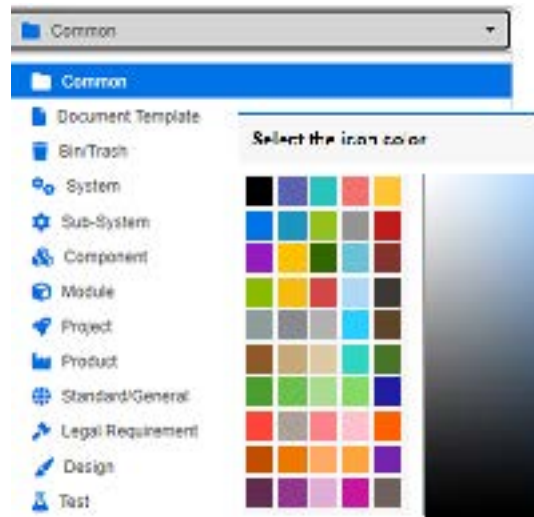 Common
Common
Document Template
Bin/Trash
Select the icon color
System
Sub-System
Component
Module
Project
Product
Standard/General
Legal Requirement
Design
Test